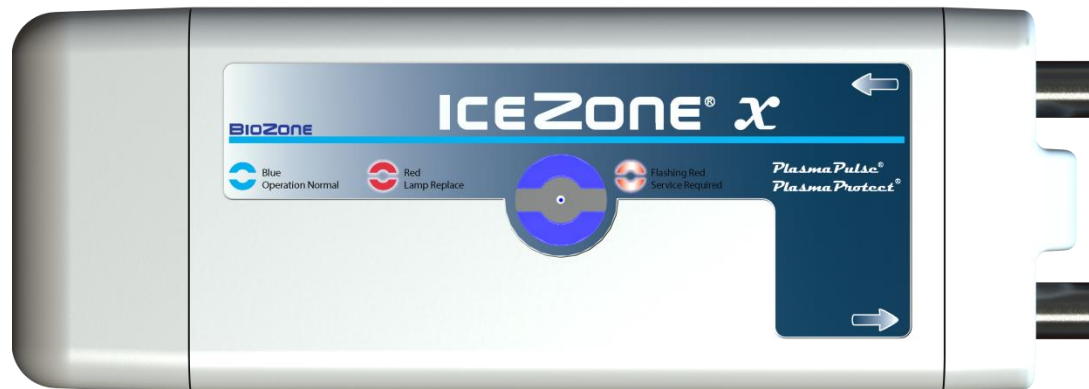 ICEZONE® X
BIOZONE
Blue
Operation Normal
Red
Lamp Replace
Flashing Red
Service Required
PlasmaPulse®
PlasmaProtect®